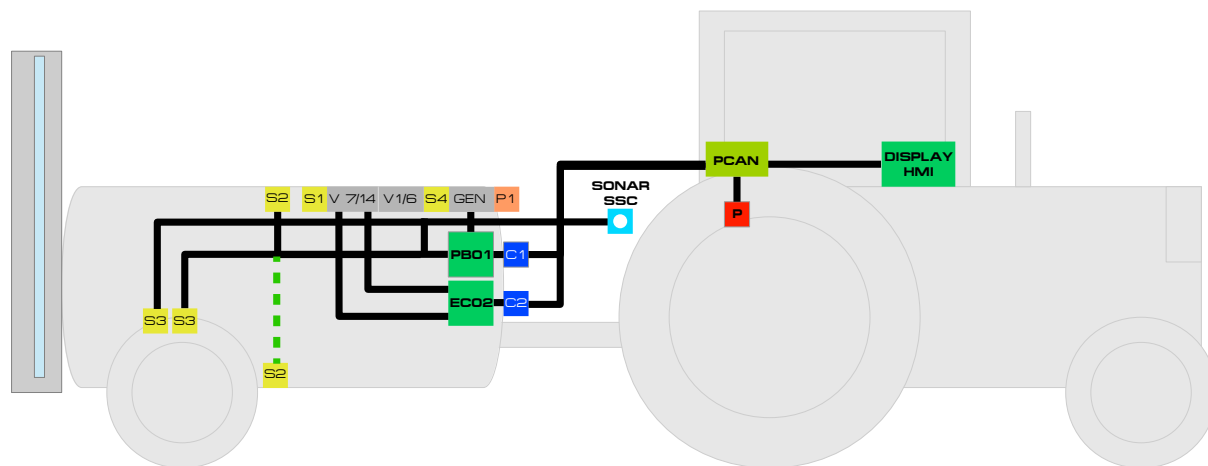 PCAN
DISPLAY
HMI
SONAR
SSC
P
S2
S1
V 7/14
V1/6
S4
GEN
P1
PB01
C1
EC02
C2
S3
S3
S2